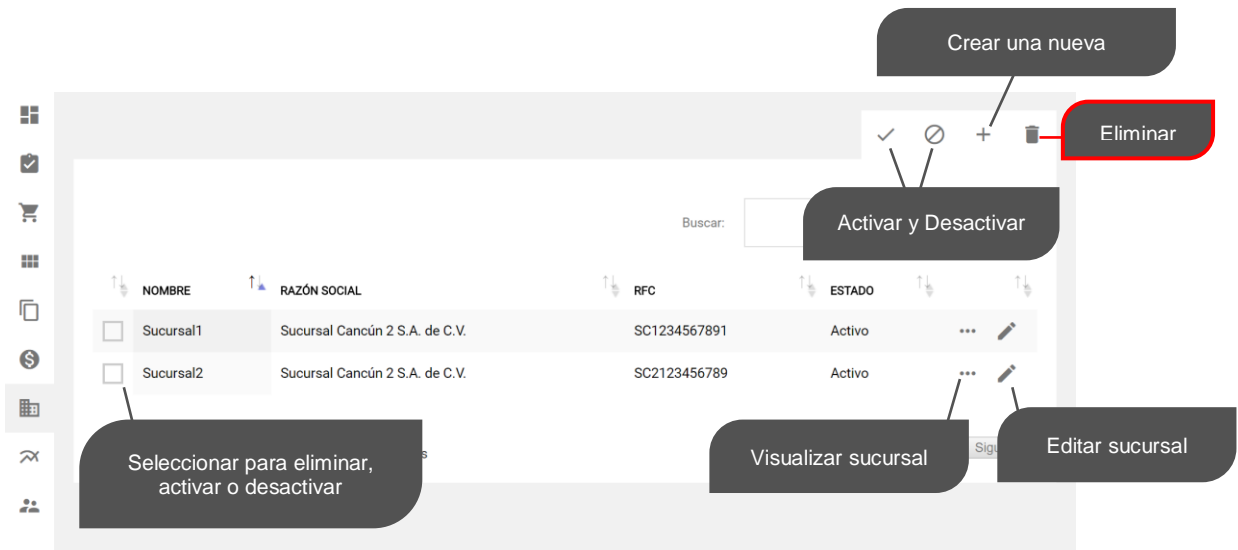 Crear una nueva
Eliminar
Buscar:
Activar y Desactivar
NOMBRE RAZÓN SOCIAL RFC ESTADO
Sucursal1 Sucursal Cancún 2 S.A. de C.V. SC1234567891 Activo
Sucursal2 Sucursal Cancún 2 S.A. de C.V. SC2123456789 Activo
Seleccionar para eliminar,
activar o desactivar
Visualizar sucursal
Editar sucursal